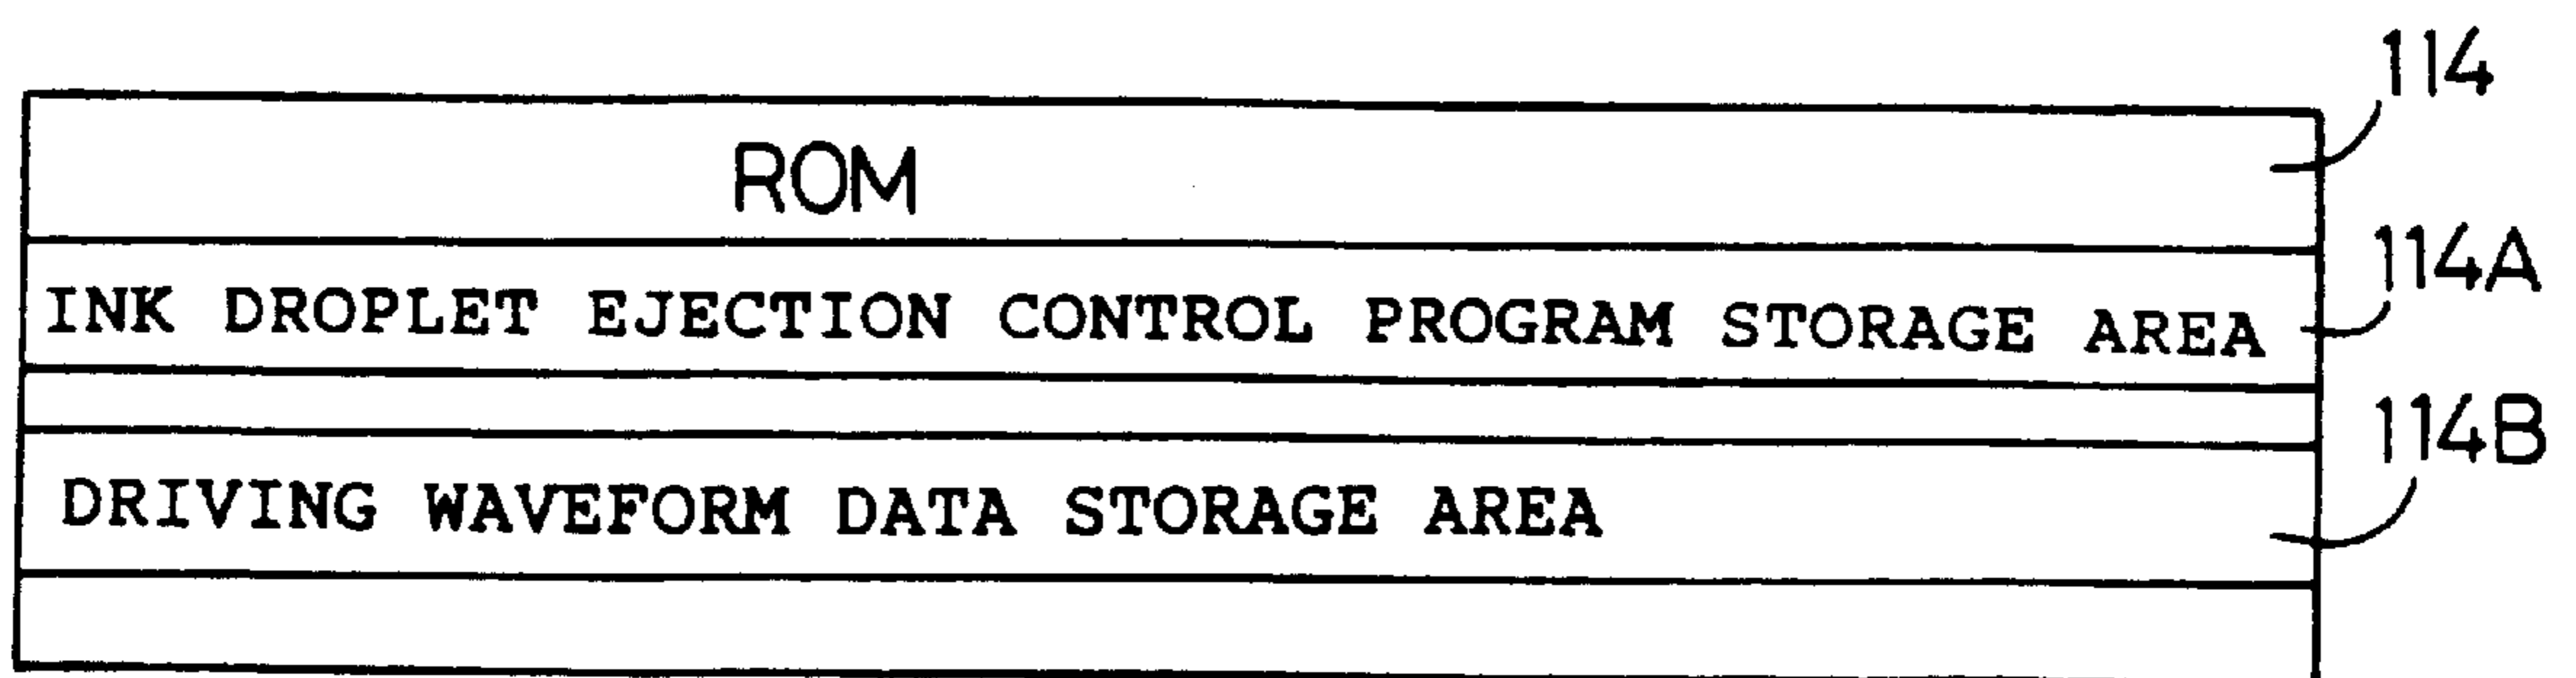 114
ROM
114A
INK DROPLET EJECTION CONTROL PROGRAM STORAGE AREA
114B
DRIVING WAVEFORM DATA STORAGE AREA